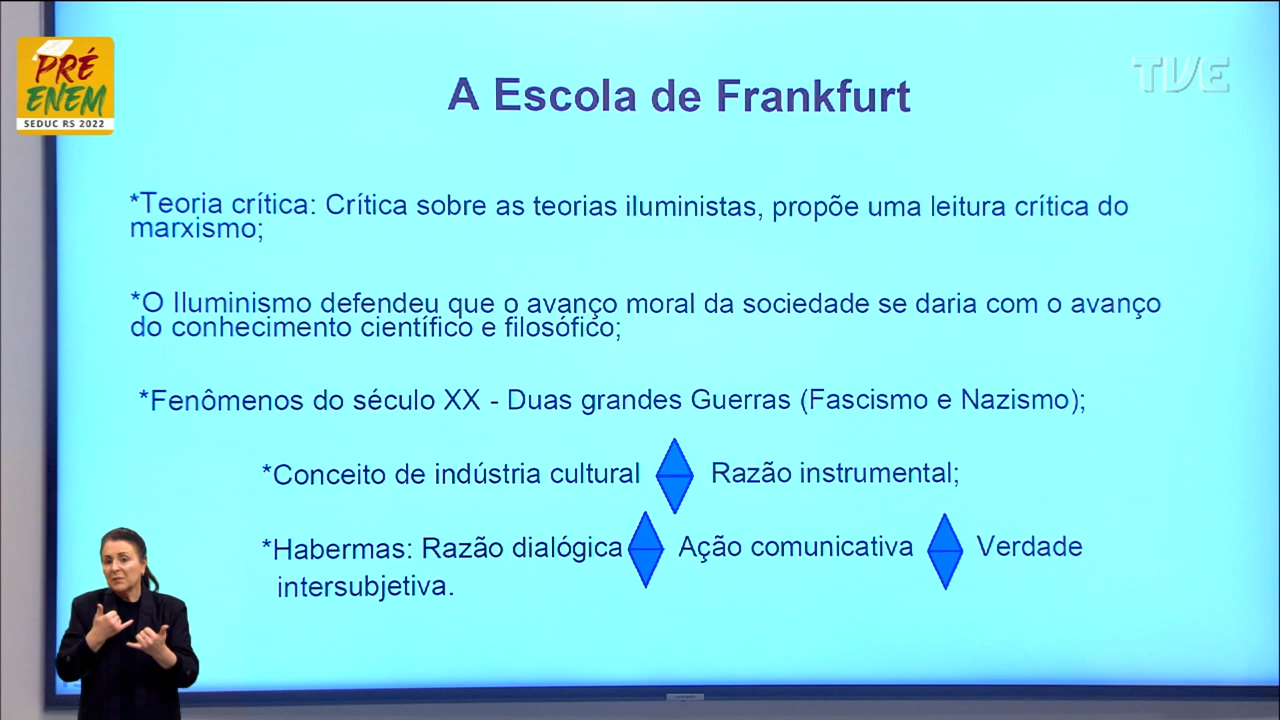 PRÉ
ENEM
SEDUC RS 2022
TVE
A Escola de Frankfurt
*Teoria crítica: Crítica sobre as teorias iluministas, propõe uma leitura crítica do
marxismo;
*O Iluminismo defendeu que o avanço moral da sociedade se daria com o avanço
do conhecimento científico e filosófico;
*Fenômenos do século XX - Duas grandes Guerras (Fascismo e Nazismo);
*Conceito de indústria cultural Razão instrumental;
*Habermas: Razão dialógica Ação comunicativa Verdade
intersubjetiva.